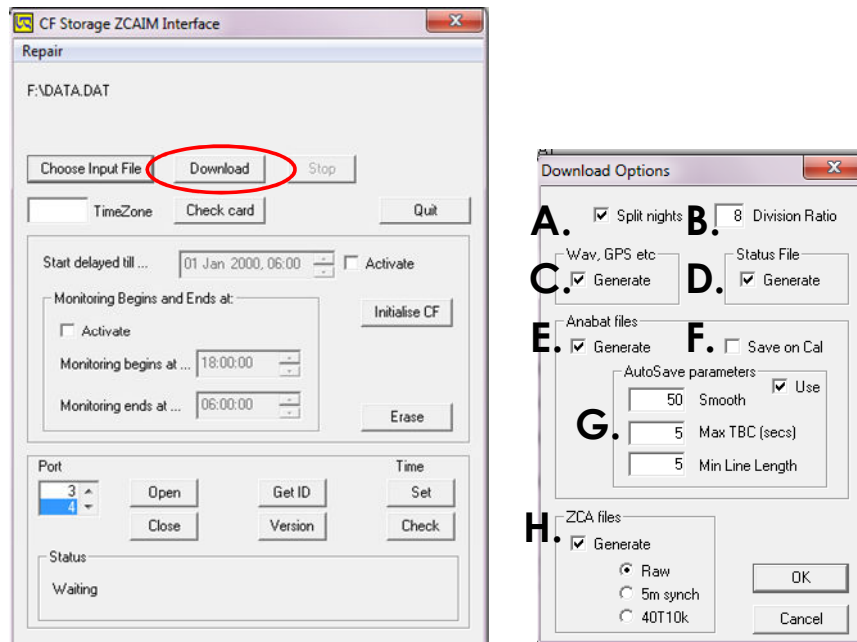 CF Storage ZCAIM Interface
Repair
F:\DATA.DAT
Choose Input File
Download
Stop
TimeZone
Check card
Quit
Start delayed till ...
01 Jan 2000, 06:00
Activate
Monitoring Begins and Ends at:
Activate
Monitoring begins at ...
18:00:00
Monitoring ends at ...
06:00:00
Initialise CF
Erase
Port
3
4
Open
Close
Get ID
Version
Time
Set
Check
Status
Waiting
Download Options
A.
Split nights
B.
8
Division Ratio
Wav, GPS etc
C.
Generate
Status File
D.
Generate
Anabat files
E.
Generate
F.
Save on Cal
AutoSave parameters
Use
G.
50 Smooth
5 Max TBC (secs)
5 Min Line Length
H.
ZCA files
Generate
Raw
5m synch
40T10k
OK
Cancel